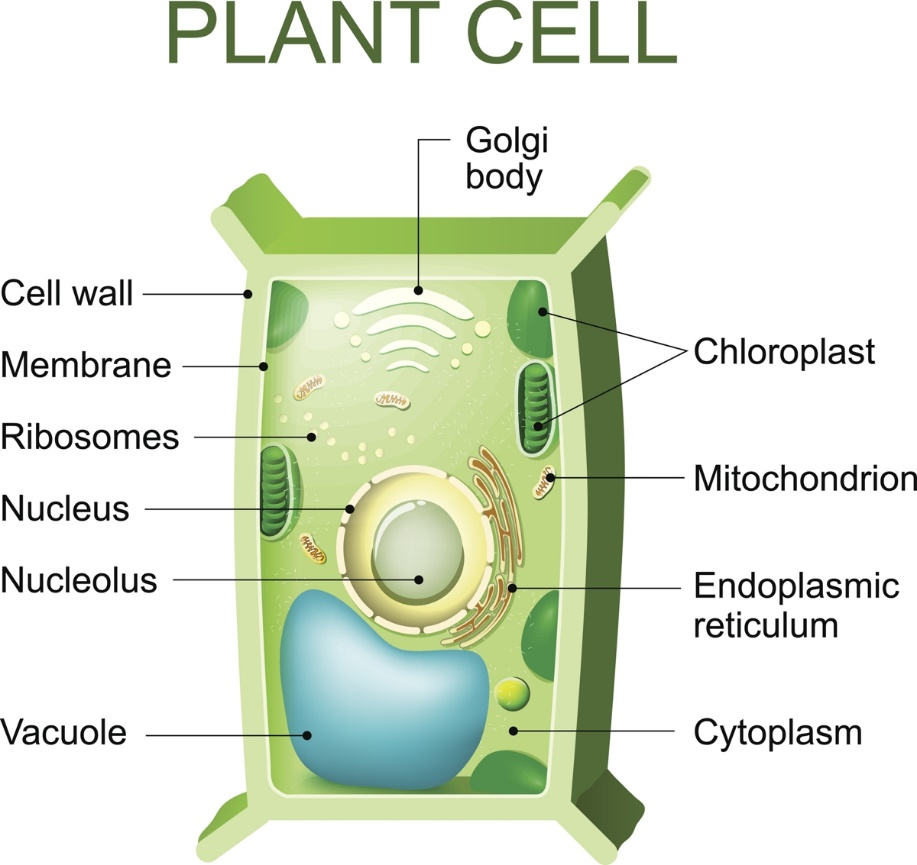 PLANT CELL
Golgi
body
Cell wall
Membrane
Ribosomes
Nucleus
Nucleolus
Vacuole
Chloroplast
Mitochondrion
Endoplasmic
reticulum
Cytoplasm